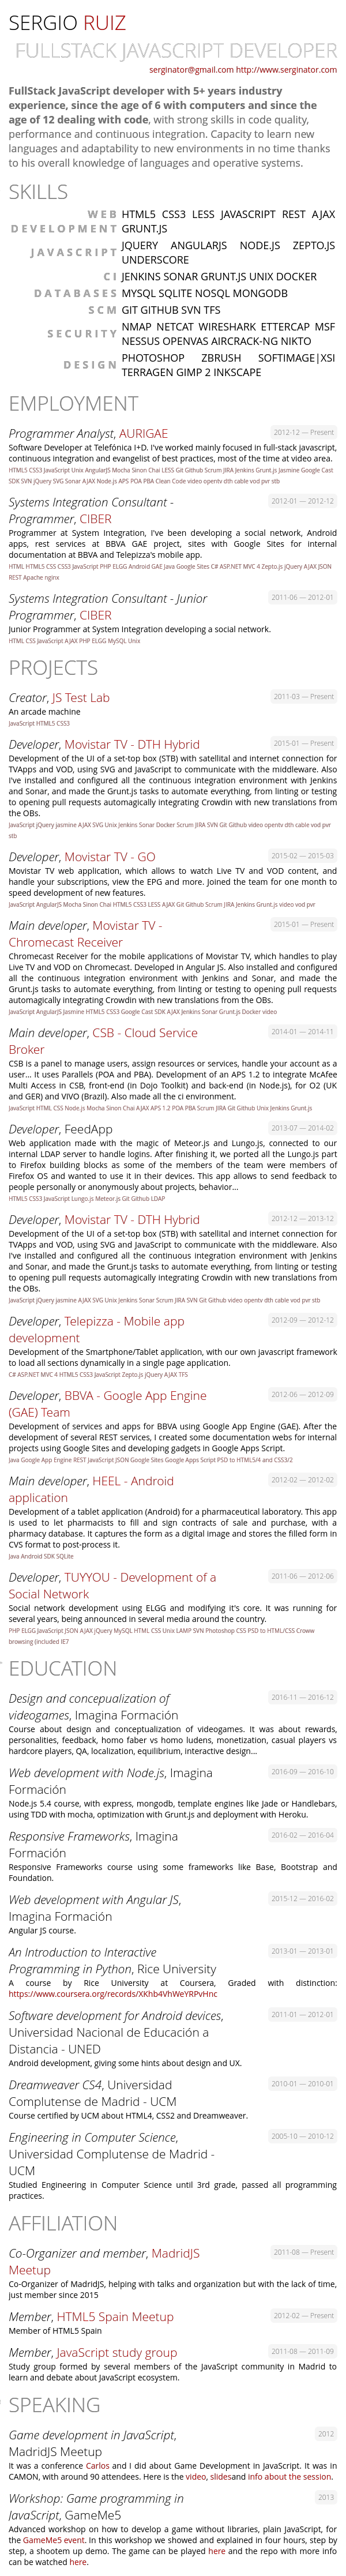 SERGIO RUIZ
FULLSTACK JAVASCRIPT DEVELOPER
serginator@gmail.com http://www.serginator.com
FullStack JavaScript developer with 5+ years industry
experience, since the age of 6 with computers and since the
age of 12 dealing with code, with strong skills in code quality,
performance and continuous integration. Capacity to learn new
languages and adaptability to new environments in no time thanks
to his overall knowledge of languages and operative systems.
SKILLS
WEB DEVELOPMENT HTML5 CSS3 LESS JAVASCRIPT REST AJAX
GRUNT.JS
JAVASCRIPT JQUERY ANGULARJS NODE.JS ZEPTO.JS
UNDERSCORE
CI JENKINS SONAR GRUNT.JS UNIX DOCKER
DATABASES MYSQL SQLITE NOSQL MONGODB
SCM GIT GITHUB SVN TFS
SECURITY NMAP NETCAT WIRESHARK ETTERCAP MSF
NESSUS OPENVAS AIRCRACK-NG NIKTO
DESIGN PHOTOSHOP ZBRUSH SOFTIMAGE|XSI
TERRAGEN GIMP 2 INKSCAPE
EMPLOYMENT
Programmer Analyst, AURIGAE 2012-12 — Present
Software Developer at Telefónica I+D. I've worked mainly focused in full-stack javascript,
continuous integration and evangelist of best practices, most of the time at video area.
HTML5 CSS3 JavaScript Unix AngularJS Mocha Sinon Chai LESS Git Github Scrum JIRA Jenkins Grunt.js Jasmine Google Cast
SDK SVN jQuery SVG Sonar AJAX Node.js APS POA PBA Clean Code video opentv dth cable vod pvr stb
Systems Integration Consultant - 2012-01 — 2012-12
Programmer, CIBER
Programmer at System Integration, I've been developing a social network, Android
apps, rest services at BBVA GAE project, sites with Google Sites for internal
documentation at BBVA and Telepizza's mobile app.
HTML HTML5 CSS CSS3 JavaScript PHP ELGG Android GAE Java Google Sites C# ASP.NET MVC 4 Zepto.js jQuery AJAX JSON
REST Apache nginx
Systems Integration Consultant - Junior 2011-06 — 2012-01
Programmer, CIBER
Junior Programmer at System Integration developing a social network.
HTML CSS JavaScript AJAX PHP ELGG MySQL Unix
PROJECTS
Creator, JS Test Lab 2011-03 — Present
An arcade machine
JavaScript HTML5 CSS3
Developer, Movistar TV - DTH Hybrid 2015-01 — Present
Development of the UI of a set-top box (STB) with satellital and internet connection for
TVApps and VOD, using SVG and JavaScript to communicate with the middleware. Also
I've installed and configured all the continuous integration environment with Jenkins
and Sonar, and made the Grunt.js tasks to automate everything, from linting or testing
to opening pull requests automagically integrating Crowdin with new translations from
the OBs.
JavaScript jQuery jasmine AJAX SVG Unix Jenkins Sonar Docker Scrum JIRA SVN Git Github video opentv dth cable vod pvr
stb
Developer, Movistar TV - GO 2015-02 — 2015-03
Movistar TV web application, which allows to watch Live TV and VOD content, and
handle your subscriptions, view the EPG and more. Joined the team for one month to
speed development of new features.
JavaScript AngularJS Mocha Sinon Chai HTML5 CSS3 LESS AJAX Git Github Scrum JIRA Jenkins Grunt.js video vod pvr
Main developer, Movistar TV - 2015-01 — Present
Chromecast Receiver
Chromecast Receiver for the mobile applications of Movistar TV, which handles to play
Live TV and VOD on Chromecast. Developed in Angular JS. Also installed and configured
all the continuous integration environment with Jenkins and Sonar, and made the
Grunt.js tasks to automate everything, from linting or testing to opening pull requests
automagically integrating Crowdin with new translations from the OBs.
JavaScript AngularJS Jasmine HTML5 CSS3 Google Cast SDK AJAX Jenkins Sonar Grunt.js Docker video
Main developer, CSB - Cloud Service 2014-01 — 2014-11
Broker
CSB is a panel to manage users, assign resources or services, handle your account as a
user... It uses Parallels (POA and PBA). Development of an APS 1.2 to integrate McAfee
Multi Access in CSB, front-end (in Dojo Toolkit) and back-end (in Node.js), for O2 (UK
and GER) and VIVO (Brazil). Also made all the ci environment.
JavaScript HTML CSS Node.js Mocha Sinon Chai AJAX APS 1.2 POA PBA Scrum JIRA Git Github Unix Jenkins Grunt.js
Developer, FeedApp 2013-07 — 2014-02
Web application made with the magic of Meteor.js and Lungo.js, connected to our
internal LDAP server to handle logins. After finishing it, we ported all the Lungo.js part
to Firefox building blocks as some of the members of the team were members of
Firefox OS and wanted to use it in their devices. This app allows to send feedback to
people personally or anonymously about projects, behavior...
HTML5 CSS3 JavaScript Lungo.js Meteor.js Git Github LDAP
Developer, Movistar TV - DTH Hybrid 2012-12 — 2013-12
Development of the UI of a set-top box (STB) with satellital and internet connection for
TVApps and VOD, using SVG and JavaScript to communicate with the middleware. Also
I've installed and configured all the continuous integration environment with Jenkins
and Sonar, and made the Grunt.js tasks to automate everything, from linting or testing
to opening pull requests automagically integrating Crowdin with new translations from
the OBs.
JavaScript jQuery jasmine AJAX SVG Unix Jenkins Sonar Scrum JIRA SVN Git Github video opentv dth cable vod pvr stb
Developer, Telepizza - Mobile app 2012-09 — 2012-12
development
Development of the Smartphone/Tablet application, with our own javascript framework
to load all sections dynamically in a single page application.
C# ASP.NET MVC 4 HTML5 CSS3 JavaScript Zepto.js jQuery AJAX TFS
Developer, BBVA - Google App Engine 2012-06 — 2012-09
(GAE) Team
Development of services and apps for BBVA using Google App Engine (GAE). After the
development of several REST services, I created some documentation webs for internal
projects using Google Sites and developing gadgets in Google Apps Script.
Java Google App Engine REST JavaScript JSON Google Sites Google Apps Script PSD to HTML5/4 and CSS3/2
Main developer, HEEL - Android 2012-02 — 2012-02
application
Development of a tablet application (Android) for a pharmaceutical laboratory. This app
is used to let pharmacists to fill and sign contracts of sale and purchase, with a
pharmacy database. It captures the form as a digital image and stores the filled form in
CVS format to post-process it.
Java Android SDK SQLite
Developer, TUYYOU - Development of a 2011-06 — 2012-06
Social Network
Social network development using ELGG and modifying it's core. It was running for
several years, being announced in several media around the country.
PHP ELGG JavaScript JSON AJAX jQuery MySQL HTML CSS Unix LAMP SVN Photoshop CS5 PSD to HTML/CSS Croww
browsing (included IE7
EDUCATION
Design and concepualization of 2016-11 — 2016-12
videogames, Imagina Formación
Course about design and conceptualization of videogames. It was about rewards,
personalities, feedback, homo faber vs homo ludens, monetization, casual players vs
hardcore players, QA, localization, equilibrium, interactive design...
Web development with Node.js, Imagina 2016-09 — 2016-10
Formación
Node.js 5.4 course, with express, mongodb, template engines like Jade or Handlebars,
using TDD with mocha, optimization with Grunt.js and deployment with Heroku.
Responsive Frameworks, Imagina 2016-02 — 2016-04
Formación
Responsive Frameworks course using some frameworks like Base, Bootstrap and
Foundation.
Web development with Angular JS, 2015-12 — 2016-02
Imagina Formación
Angular JS course.
An Introduction to Interactive 2013-01 — 2013-01
Programming in Python, Rice University
A course by Rice University at Coursera, Graded with distinction:
https://www.coursera.org/records/XKhb4VhWeYRPvHnc
Software development for Android devices, 2011-01 — 2012-01
Universidad Nacional de Educación a
Distancia - UNED
Android development, giving some hints about design and UX.
Dreamweaver CS4, Universidad 2010-01 — 2010-01
Complutense de Madrid - UCM
Course certified by UCM about HTML4, CSS2 and Dreamweaver.
Engineering in Computer Science, 2005-10 — 2010-12
Universidad Complutense de Madrid -
UCM
Studied Engineering in Computer Science until 3rd grade, passed all programming
practices.
AFFILIATION
Co-Organizer and member, MadridJS 2011-08 — Present
Meetup
Co-Organizer of MadridJS, helping with talks and organization but with the lack of time,
just member since 2015
Member, HTML5 Spain Meetup 2012-02 — Present
Member of HTML5 Spain
Member, JavaScript study group 2011-08 — 2011-09
Study group formed by several members of the JavaScript community in Madrid to
learn and debate about JavaScript ecosystem.
SPEAKING
Game development in JavaScript, 2012
MadridJS Meetup
It was a conference Carlos and I did about Game Development in JavaScript. It was in
CAMON, with around 90 attendees. Here is the video, slidesand info about the session.
Workshop: Game programming in 2013
JavaScript, GameMe5
Advanced workshop on how to develop a game without libraries, plain JavaScript, for
the GameMe5 event. In this workshop we showed and explained in four hours, step by
step, a shootem up demo. The game can be played here and the repo with more info
can be watched here.